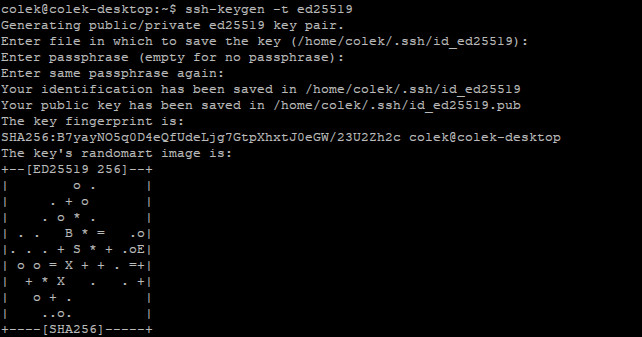 colek@colek-desktop:~$ ssh-keygen -t ed25519
Generating public/private ed25519 key pair.
Enter file in which to save the key (/home/colek/.ssh/id_ed25519):
Enter passphrase (empty for no passphrase):
Enter same passphrase again:
Your identification has been saved in /home/colek/.ssh/id_ed25519
Your public key has been saved in /home/colek/.ssh/id_ed25519.pub
The key fingerprint is:
SHA256:B7yayNO5q0D4eQfUdeLjg7GtpXhxtJ0eGW/23U2Zh2c colek@colek-desktop
The key's randomart image is:
+--[ED25519 256]--+
|        o .      |
|     . + o       |
|    . o * .      |
| . .   B * =   .o|
|. . . + S * + .oE|
| o o = X + + . =+|
|  + * X   .   . +|
|   o + .         |
|    ..o.         |
+----[SHA256]-----+